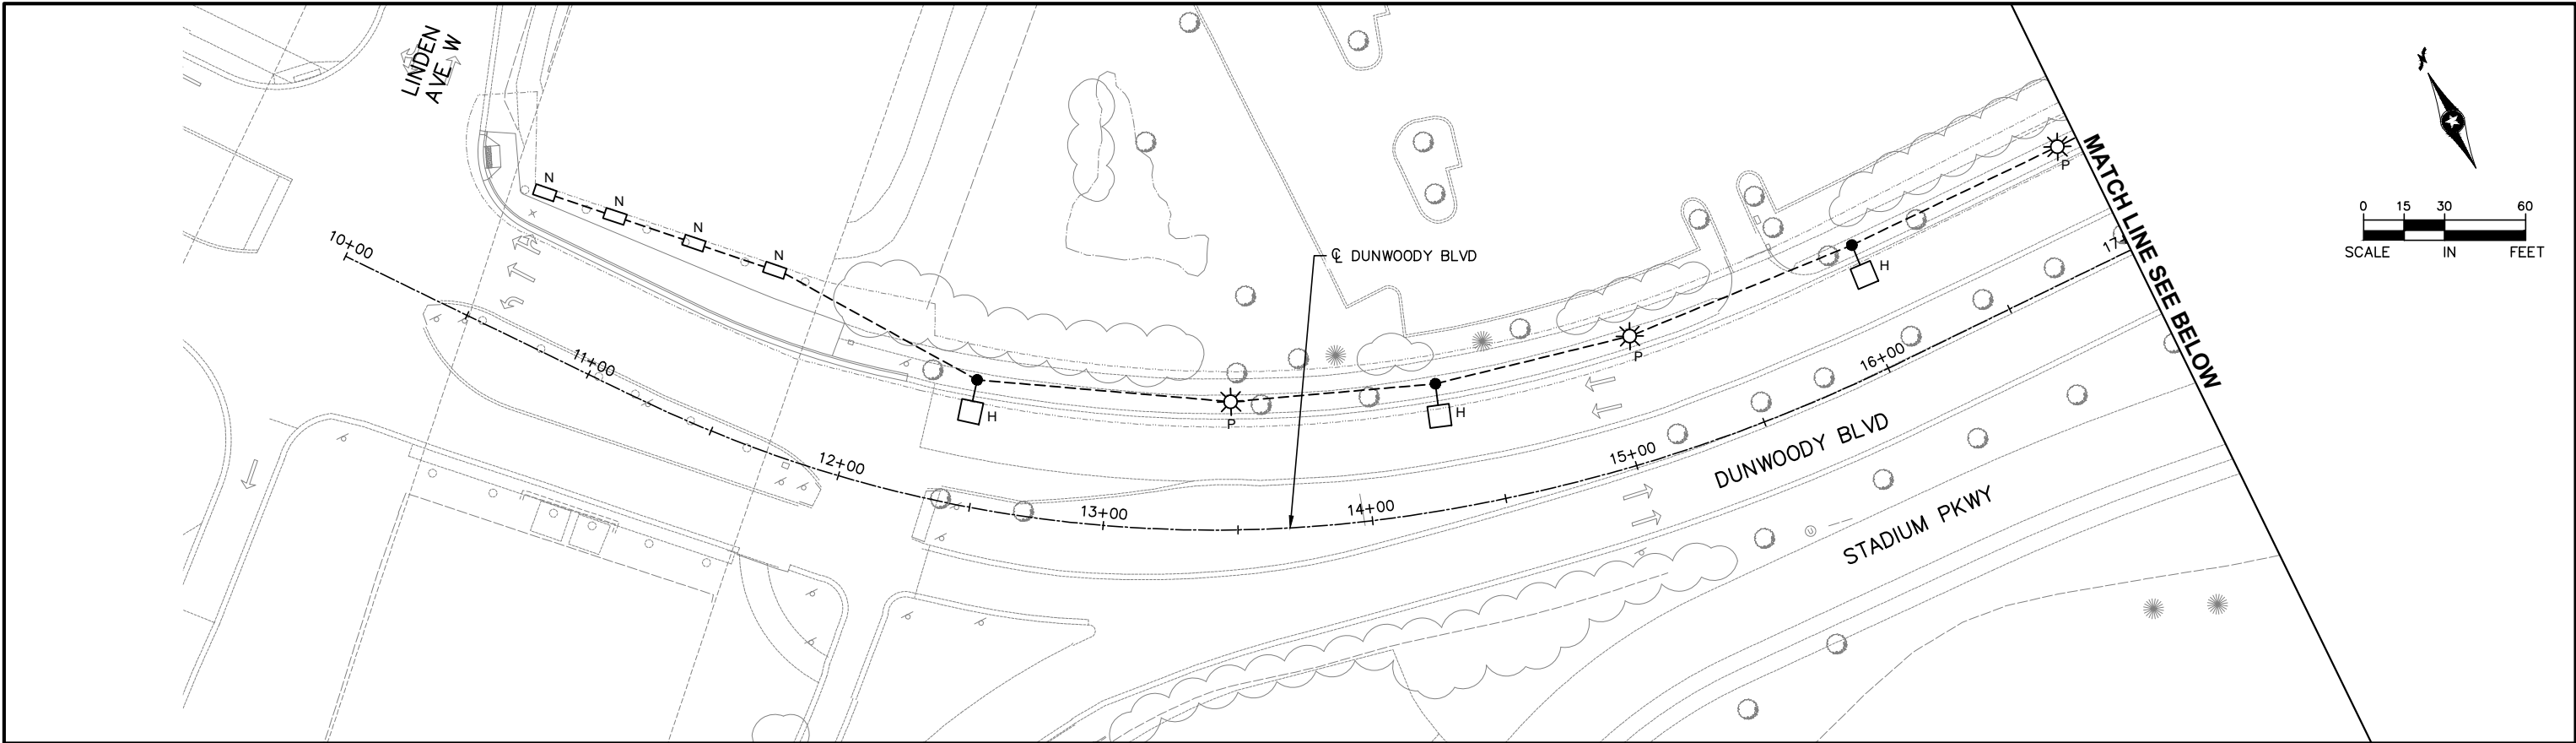 LINDEN
AVE W
N
N
N
N
10+00
11+00
12+00
13+00
14+00
15+00
16+00
17+
H
P
H
P
H
P
℄ DUNWOODY BLVD
DUNWOODY BLVD
STADIUM PKWY
MATCH LINE SEE BELOW
0 15 30 60
SCALE IN FEET